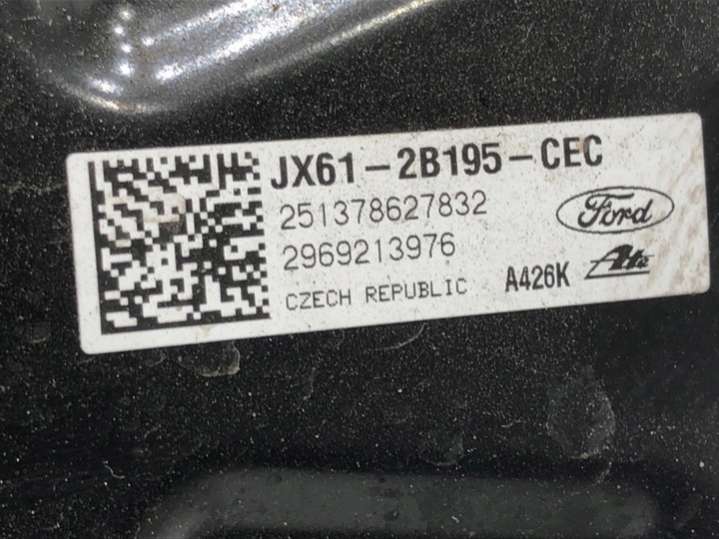 JX61-2B195-CEC
251378627832
Ford
2969213976
CZECH REPUBLIC
A426K
Ate